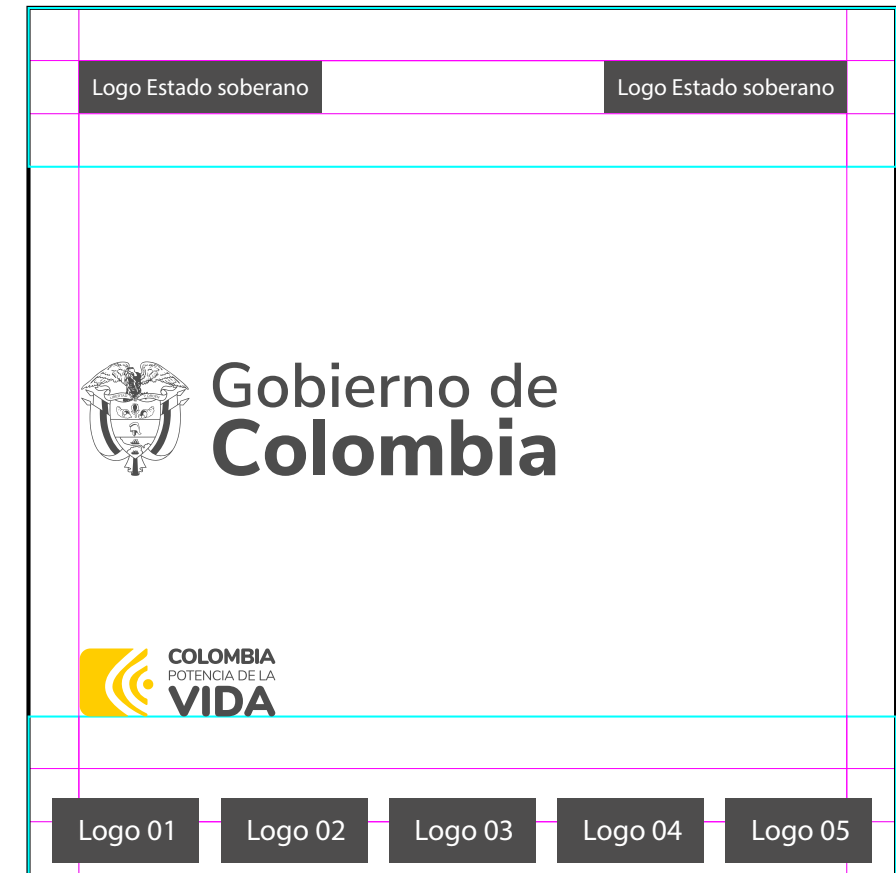 Logo Estado soberano
Logo Estado soberano
Gobierno de
Colombia
COLOMBIA
POTENCIA DE LA
VIDA
Logo 01
Logo 02
Logo 03
Logo 04
Logo 05